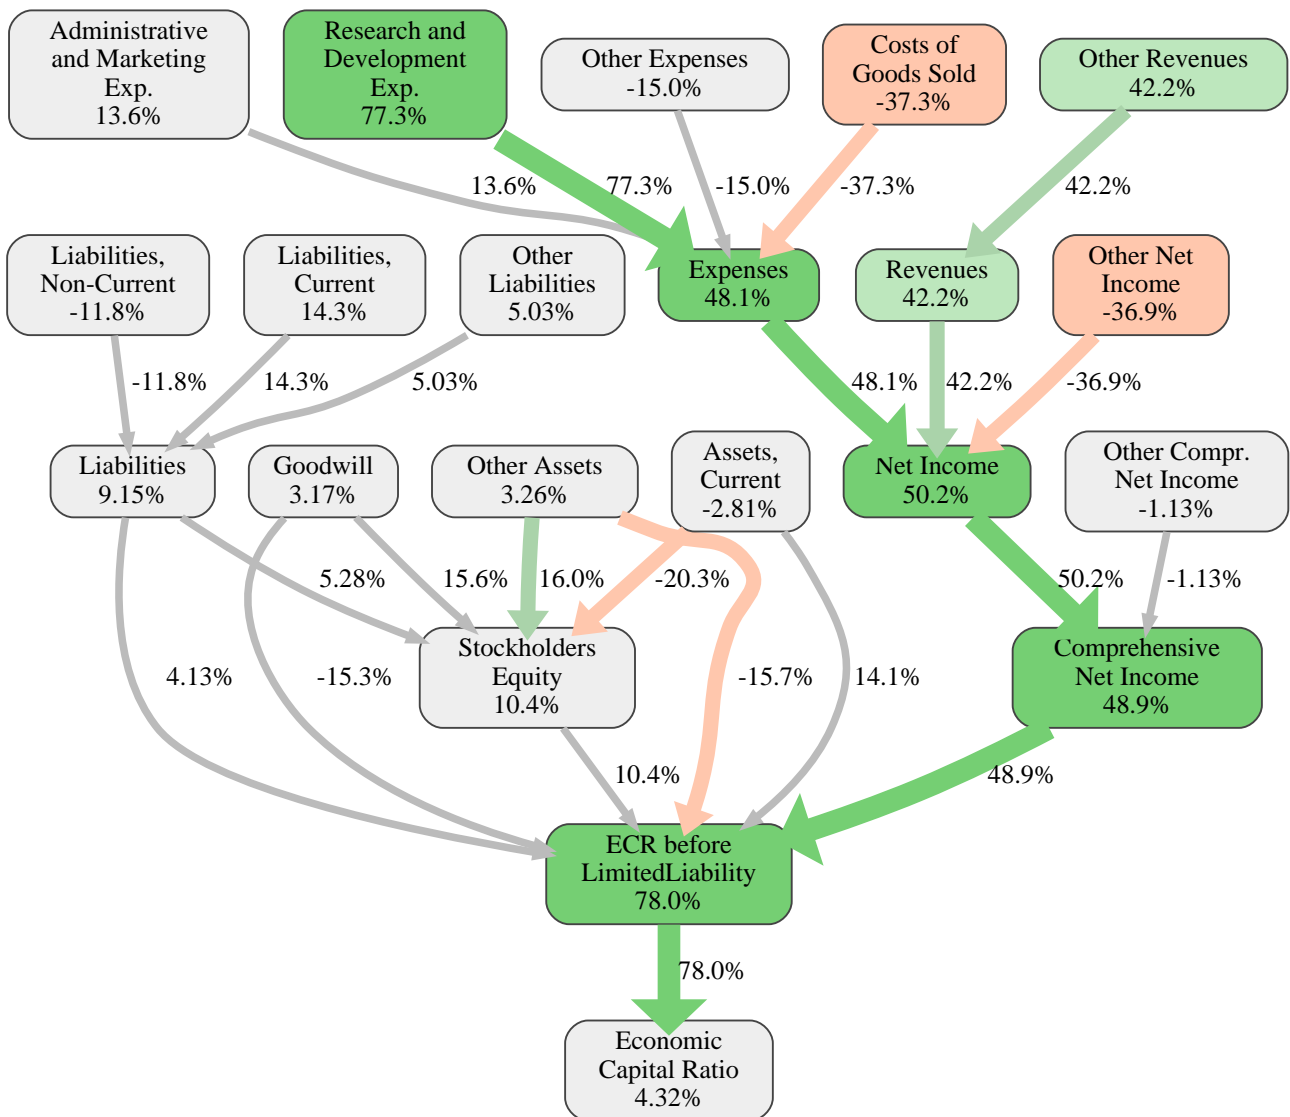 Administrative
and Marketing
Exp.
13.6%
Research and
Development
Exp.
77.3%
Other Expenses
-15.0%
Costs of
Goods Sold
-37.3%
Other Revenues
42.2%
13.6%
77.3%
-15.0%
-37.3%
42.2%
Liabilities,
Non-Current
-11.8%
Liabilities,
Current
14.3%
Other
Liabilities
5.03%
Expenses
48.1%
Revenues
42.2%
Other Net
Income
-36.9%
-11.8%
14.3%
5.03%
48.1%
42.2%
-36.9%
Liabilities
9.15%
Goodwill
3.17%
Other Assets
3.26%
Assets,
Current
-2.81%
Net Income
50.2%
Other Compr.
Net Income
-1.13%
5.28%
15.6%
16.0%
-20.3%
50.2%
-1.13%
4.13%
-15.3%
Stockholders
Equity
10.4%
-15.7%
14.1%
Comprehensive
Net Income
48.9%
10.4%
48.9%
ECR before
LimitedLiability
78.0%
78.0%
Economic
Capital Ratio
4.32%